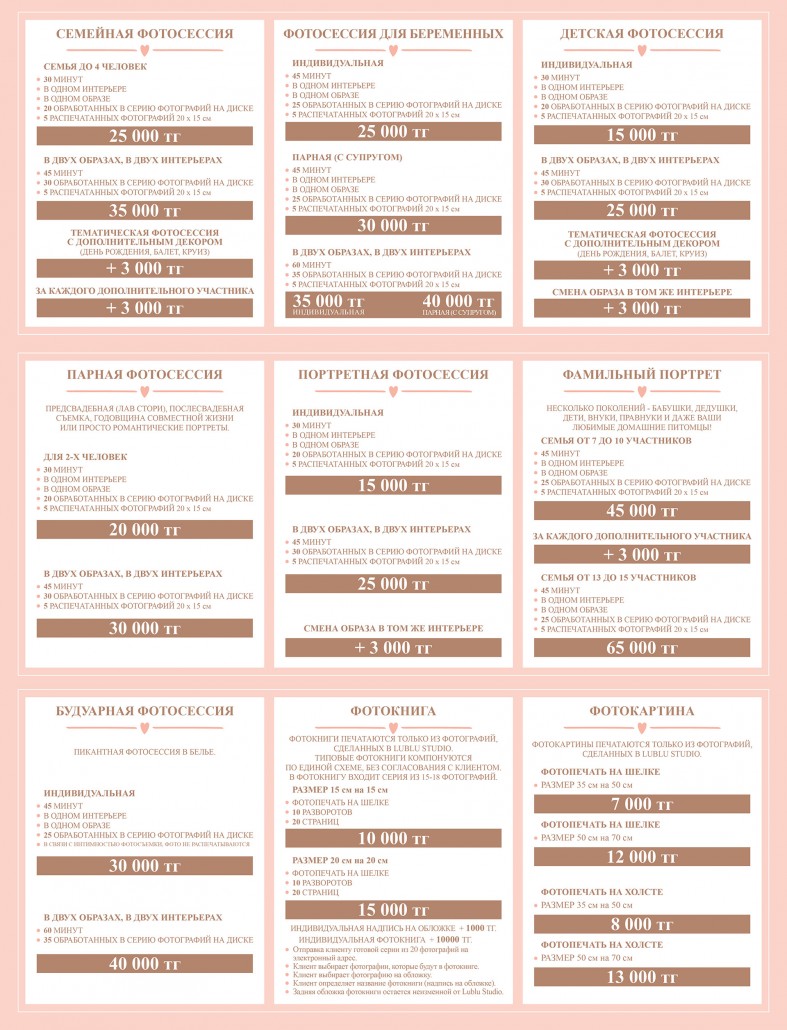 СЕМЕЙНАЯ ФОТОСЕССИЯ
СЕМЬЯ ДО 4 ЧЕЛОВЕК
30 МИНУТ
В ОДНОМ ИНТЕРЬЕРЕ
В ОДНОМ ОБРАЗЕ
20 ОБРАБОТАННЫХ В СЕРИЮ ФОТОГРАФИЙ НА ДИСКЕ
5 РАСПЕЧАТАННЫХ ФОТОГРАФИЙ 20 х 15 см
25 000 тг
В ДВУХ ОБРАЗАХ, В ДВУХ ИНТЕРЬЕРАХ
45 МИНУТ
30 ОБРАБОТАННЫХ В СЕРИЮ ФОТОГРАФИЙ НА ДИСКЕ
5 РАСПЕЧАТАННЫХ ФОТОГРАФИЙ 20 х 15 см
35 000 тг
ТЕМАТИЧЕСКАЯ ФОТОСЕССИЯ
С ДОПОЛНИТЕЛЬНЫМ ДЕКОРОМ
(ДЕНЬ РОЖДЕНИЯ, БАЛЕТ, КРУИЗ)
+ 3 000 тг
ЗА КАЖДОГО ДОПОЛНИТЕЛЬНОГО УЧАСТНИКА
+ 3 000 тг
ФОТОСЕССИЯ ДЛЯ БЕРЕМЕННЫХ
ИНДИВИДУАЛЬНАЯ
45 МИНУТ
В ОДНОМ ИНТЕРЬЕРЕ
В ОДНОМ ОБРАЗЕ
25 ОБРАБОТАННЫХ В СЕРИЮ ФОТОГРАФИЙ НА ДИСКЕ
5 РАСПЕЧАТАННЫХ ФОТОГРАФИЙ 20 х 15 см
25 000 тг
ПАРНАЯ (С СУПРУГОМ)
45 МИНУТ
В ОДНОМ ИНТЕРЬЕРЕ
В ОДНОМ ОБРАЗЕ
25 ОБРАБОТАННЫХ В СЕРИЮ ФОТОГРАФИЙ НА ДИСКЕ
5 РАСПЕЧАТАННЫХ ФОТОГРАФИЙ 20 х 15 см
30 000 тг
В ДВУХ ОБРАЗАХ, В ДВУХ ИНТЕРЬЕРАХ
60 МИНУТ
35 ОБРАБОТАННЫХ В СЕРИЮ ФОТОГРАФИЙ НА ДИСКЕ
5 РАСПЕЧАТАННЫХ ФОТОГРАФИЙ 20 х 15 см
35 000 тг 40 000 тг
ИНДИВИДУАЛЬНАЯ ПАРНАЯ (С СУПРУГОМ)
ДЕТСКАЯ ФОТОСЕССИЯ
ИНДИВИДУАЛЬНАЯ
30 МИНУТ
В ОДНОМ ИНТЕРЬЕРЕ
В ОДНОМ ОБРАЗЕ
20 ОБРАБОТАННЫХ В СЕРИЮ ФОТОГРАФИЙ НА ДИСКЕ
5 РАСПЕЧАТАННЫХ ФОТОГРАФИЙ 20 х 15 см
15 000 тг
В ДВУХ ОБРАЗАХ, В ДВУХ ИНТЕРЬЕРАХ
45 МИНУТ
30 ОБРАБОТАННЫХ В СЕРИЮ ФОТОГРАФИЙ НА ДИСКЕ
5 РАСПЕЧАТАННЫХ ФОТОГРАФИЙ 20 х 15 см
25 000 тг
ТЕМАТИЧЕСКАЯ ФОТОСЕССИЯ
С ДОПОЛНИТЕЛЬНЫМ ДЕКОРОМ
(ДЕНЬ РОЖДЕНИЯ, БАЛЕТ, КРУИЗ)
+ 3 000 тг
СМЕНА ОБРАЗА В ТОМ ЖЕ ИНТЕРЬЕРЕ
+ 3 000 тг
ПАРНАЯ ФОТОСЕССИЯ
ПРЕДСВАДЕБНАЯ (ЛАВ СТОРИ), ПОСЛЕСВАДЕБНАЯ
СЪЕМКА, ГОДОВЩИНА СОВМЕСТНОЙ ЖИЗНИ
ИЛИ ПРОСТО РОМАНТИЧЕСКИЕ ПОРТРЕТЫ.
ДЛЯ 2-Х ЧЕЛОВЕК
30 МИНУТ
В ОДНОМ ИНТЕРЬЕРЕ
В ОДНОМ ОБРАЗЕ
20 ОБРАБОТАННЫХ В СЕРИЮ ФОТОГРАФИЙ НА ДИСКЕ
5 РАСПЕЧАТАННЫХ ФОТОГРАФИЙ 20 х 15 см
20 000 тг
В ДВУХ ОБРАЗАХ, В ДВУХ ИНТЕРЬЕРАХ
45 МИНУТ
30 ОБРАБОТАННЫХ В СЕРИЮ ФОТОГРАФИЙ НА ДИСКЕ
5 РАСПЕЧАТАННЫХ ФОТОГРАФИЙ 20 х 15 см
30 000 тг
ПОРТРЕТНАЯ ФОТОСЕССИЯ
ИНДИВИДУАЛЬНАЯ
30 МИНУТ
В ОДНОМ ИНТЕРЬЕРЕ
В ОДНОМ ОБРАЗЕ
20 ОБРАБОТАННЫХ В СЕРИЮ ФОТОГРАФИЙ НА ДИСКЕ
5 РАСПЕЧАТАННЫХ ФОТОГРАФИЙ 20 х 15 см
15 000 тг
В ДВУХ ОБРАЗАХ, В ДВУХ ИНТЕРЬЕРАХ
45 МИНУТ
30 ОБРАБОТАННЫХ В СЕРИЮ ФОТОГРАФИЙ НА ДИСКЕ
5 РАСПЕЧАТАННЫХ ФОТОГРАФИЙ 20 х 15 см
25 000 тг
СМЕНА ОБРАЗА В ТОМ ЖЕ ИНТЕРЬЕРЕ
+ 3 000 тг
ФАМИЛЬНЫЙ ПОРТРЕТ
НЕСКОЛЬКО ПОКОЛЕНИЙ - БАБУШКИ, ДЕДУШКИ,
ДЕТИ, ВНУКИ, ПРАВНУКИ И ДАЖЕ ВАШИ
ЛЮБИМЫЕ ДОМАШНИЕ ПИТОМЦЫ!
СЕМЬЯ ОТ 7 ДО 10 УЧАСТНИКОВ
45 МИНУТ
В ОДНОМ ИНТЕРЬЕРЕ
В ОДНОМ ОБРАЗЕ
25 ОБРАБОТАННЫХ В СЕРИЮ ФОТОГРАФИЙ НА ДИСКЕ
5 РАСПЕЧАТАННЫХ ФОТОГРАФИЙ 20 х 15 см
45 000 тг
ЗА КАЖДОГО ДОПОЛНИТЕЛЬНОГО УЧАСТНИКА
+ 3 000 тг
СЕМЬЯ ОТ 13 ДО 15 УЧАСТНИКОВ
45 МИНУТ
В ОДНОМ ИНТЕРЬЕРЕ
В ОДНОМ ОБРАЗЕ
25 ОБРАБОТАННЫХ В СЕРИЮ ФОТОГРАФИЙ НА ДИСКЕ
5 РАСПЕЧАТАННЫХ ФОТОГРАФИЙ 20 х 15 см
65 000 тг
БУДУАРНАЯ ФОТОСЕССИЯ
ПИКАНТНАЯ ФОТОСЕССИЯ В БЕЛЬЕ.
ИНДИВИДУАЛЬНАЯ
45 МИНУТ
В ОДНОМ ИНТЕРЬЕРЕ
В ОДНОМ ОБРАЗЕ
25 ОБРАБОТАННЫХ В СЕРИЮ ФОТОГРАФИЙ НА ДИСКЕ
В СВЯЗИ С ИНТИМНОСТЬЮ ФОТОСЪЕМКИ, ФОТО НЕ РАСПЕЧАТЫВАЮТСЯ
30 000 тг
В ДВУХ ОБРАЗАХ, В ДВУХ ИНТЕРЬЕРАХ
60 МИНУТ
35 ОБРАБОТАННЫХ В СЕРИЮ ФОТОГРАФИЙ НА ДИСКЕ
40 000 тг
ФОТОКНИГА
ФОТОКНИГИ ПЕЧАТАЮТСЯ ТОЛЬКО ИЗ ФОТОГРАФИЙ,
СДЕЛАННЫХ В LUBLU STUDIO.
ТИПОВЫЕ ФОТОКНИГИ КОМПОНУЮТСЯ
ПО ЕДИНОЙ СХЕМЕ, БЕЗ СОГЛАСОВАНИЯ С КЛИЕНТОМ.
В ФОТОКНИГУ ВХОДИТ СЕРИЯ ИЗ 15-18 ФОТОГРАФИЙ.
РАЗМЕР 15 см на 15 см
ФОТОПЕЧАТЬ НА ШЕЛКЕ
10 РАЗВОРОТОВ
20 СТРАНИЦ
10 000 тг
РАЗМЕР 20 см на 20 см
ФОТОПЕЧАТЬ НА ШЕЛКЕ
10 РАЗВОРОТОВ
20 СТРАНИЦ
15 000 тг
ИНДИВИДУАЛЬНАЯ НАДПИСЬ НА ОБЛОЖКЕ + 1000 ТГ.
ИНДИВИДУАЛЬНАЯ ФОТОКНИГА + 10000 ТГ.
Отправка клиенту готовой серии из 20 фотографий на
электронный адрес.
Клиент выбирает фотографии, которые будут в фотокниге.
Клиент выбирает фотографию на обложку.
Клиент определяет название фотокниги (надпись на обложке).
Задняя обложка фотокниги остается неизменной от Lublu Studio.
ФОТОКАРТИНА
ФОТОКАРТИНЫ ПЕЧАТАЮТСЯ ТОЛЬКО ИЗ ФОТОГРАФИЙ,
СДЕЛАННЫХ В LUBLU STUDIO.
ФОТОПЕЧАТЬ НА ШЕЛКЕ
РАЗМЕР 35 см на 50 см
7 000 тг
ФОТОПЕЧАТЬ НА ШЕЛКЕ
РАЗМЕР 50 см на 70 см
12 000 тг
ФОТОПЕЧАТЬ НА ХОЛСТЕ
РАЗМЕР 35 см на 50 см
8 000 тг
ФОТОПЕЧАТЬ НА ХОЛСТЕ
РАЗМЕР 50 см на 70 см
13 000 тг